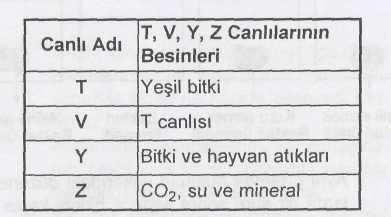 Canlı Adı
T, V, Y, Z Canlılarının
Besinleri
T
Yeşil bitki
V
T canlısı
Y
Bitki ve hayvan atıkları
Z
CO₂, su ve mineral